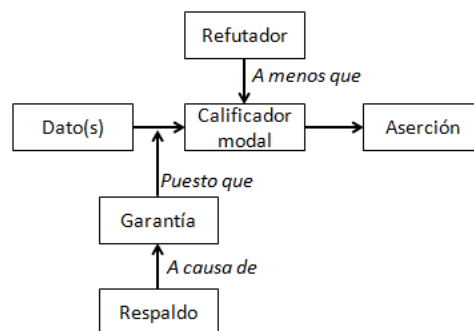 Refutador
A menos que
Dato(s)
Calificador
modal
Aserción
Puesto que
Garantía
A causa de
Respaldo